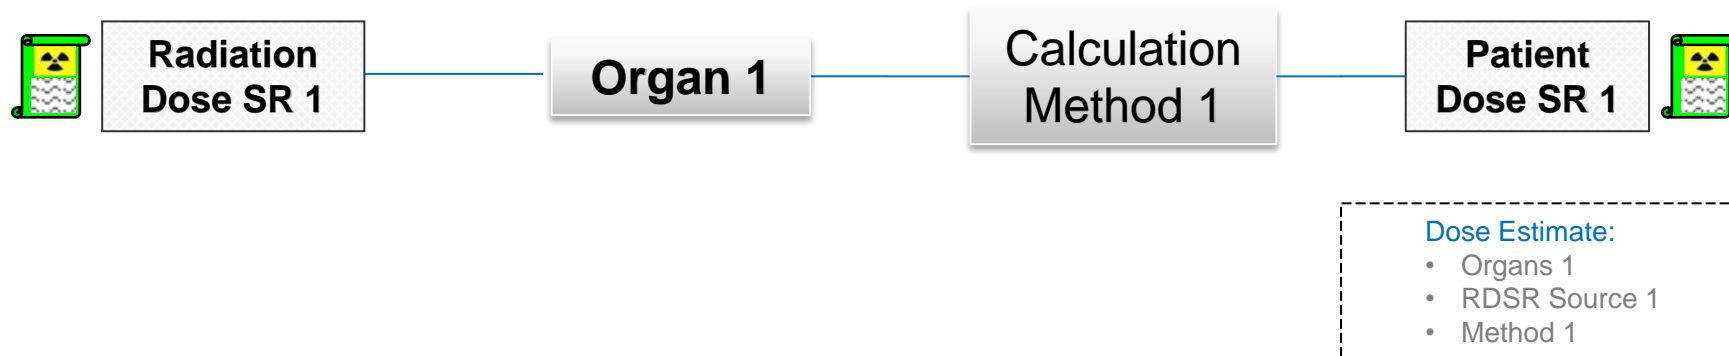 Radiation
Dose SR 1
Organ 1
Calculation
Method 1
Patient
Dose SR 1
Dose Estimate:
• Organs 1
• RDSR Source 1
• Method 1